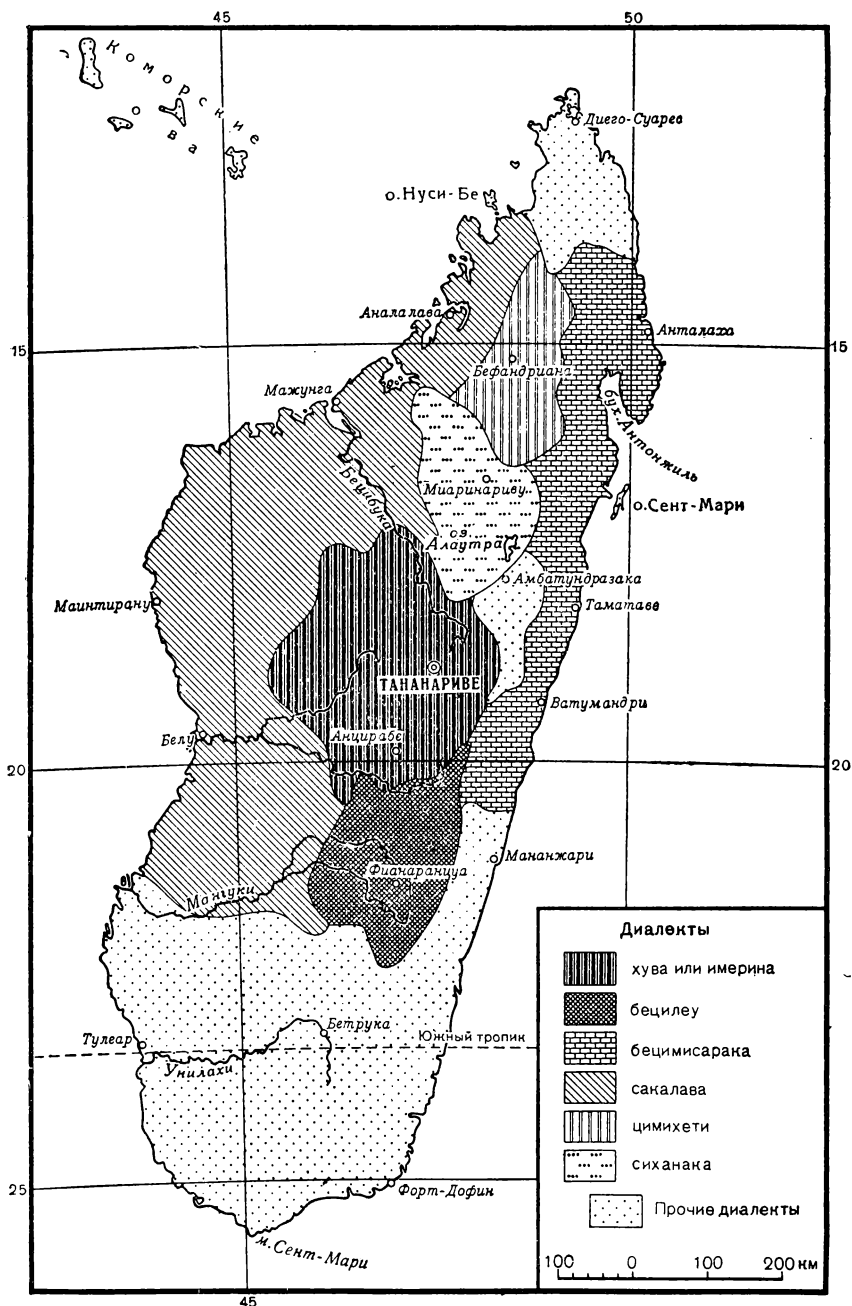 45
50
Коморские
о ва
Диего-Суарев
о.Нуси-Бе
Аналалава
Анталаха
15
15
Бефандриана
Мажунга
бух. Антонжиль
Бецибука
Миаринариву
о.Сент-Мари
оз.
Алаутра
Амбатундразака
Маинтирану
Таматаве
ТАНАНАРИВЕ
Ватумандри
Анцирабе
Белу
20
20
Мананжари
Фианаранцуа
Мангуки
Бетрука
Тулеар
Южный тропик
Унилахи
25
Форт-Дофин
м. Сент-Мари
45
Диалекты
хува или имерина
бецилеу
бецимисарака
сакалава
цимихети
сиханака
Прочие диалекты
100 0 100 200 км